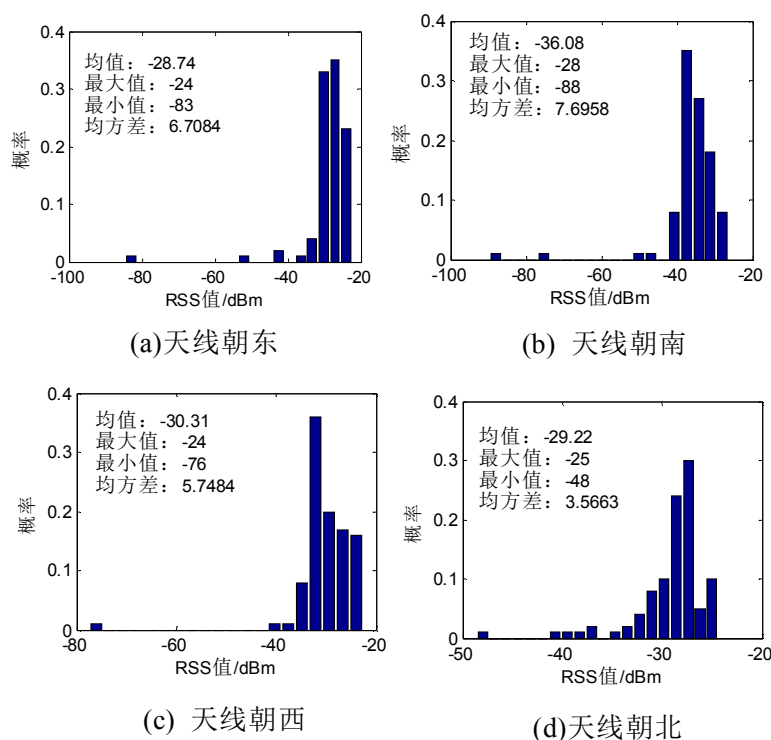 均值：-28.74
最大值：-24
最小值：-83
均方差：6.7084
概率
0.4
0.3
0.2
0.1
0
-100
-80
-60
-40
-20
RSS值/dBm
(a)天线朝东
均值：-36.08
最大值：-28
最小值：-88
均方差：7.6958
概率
0.4
0.3
0.2
0.1
0
-100
-80
-60
-40
-20
RSS值/dBm
(b) 天线朝南
均值：-30.31
最大值：-24
最小值：-76
均方差：5.7484
概率
0.4
0.3
0.2
0.1
0
-80
-60
-40
-20
RSS值/dBm
(c) 天线朝西
均值：-29.22
最大值：-25
最小值：-48
均方差：3.5663
概率
0.4
0.3
0.2
0.1
0
-50
-40
-30
-20
RSS值/dBm
(d)天线朝北